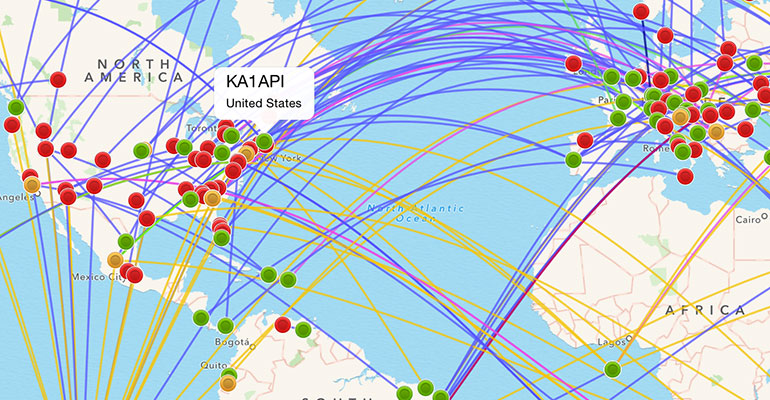 NORTH
AMERICA
KA1API
United States
Toronto
New York
Angeles
North Atlantic
Ocean
Mexico City
Bogotá
Quito
Cairo
Rome
AFRICA
Lagos
SOUTH